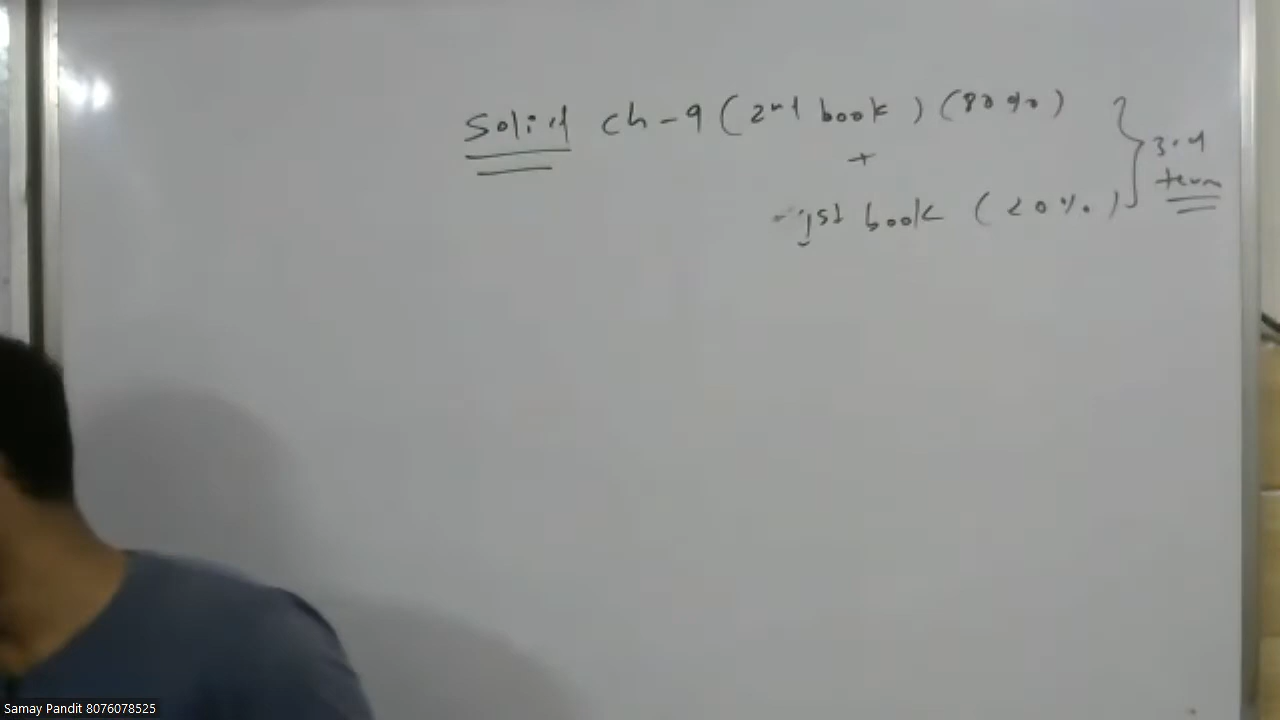 Solid ch-9 (2nd book) (80%)
+
1st book (20%)
3rd
term
Samay Pandit 8076078525